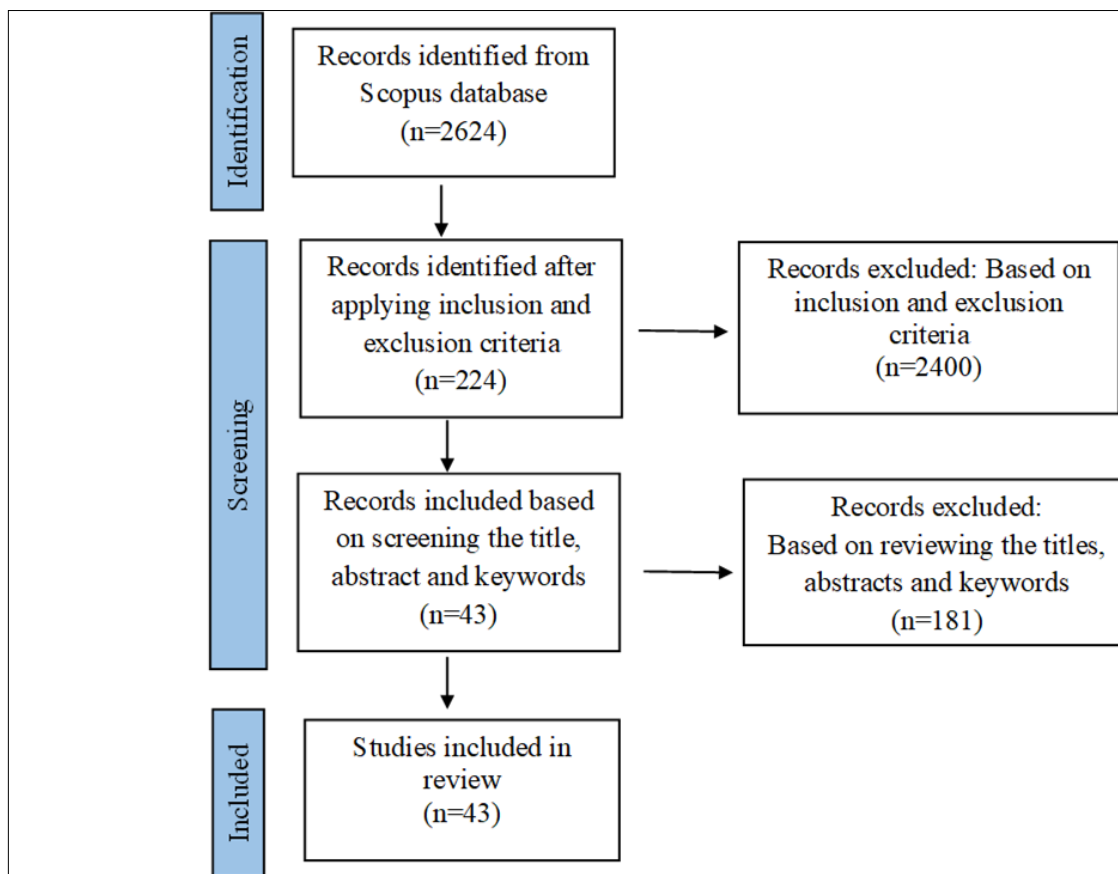 Identification
Records identified from
Scopus database
(n=2624)
Screening
Records identified after
applying inclusion and
exclusion criteria
(n=224)
Records excluded: Based on
inclusion and exclusion
criteria
(n=2400)
Records included based
on screening the title,
abstract and keywords
(n=43)
Records excluded:
Based on reviewing the titles,
abstracts and keywords
(n=181)
Included
Studies included in
review
(n=43)